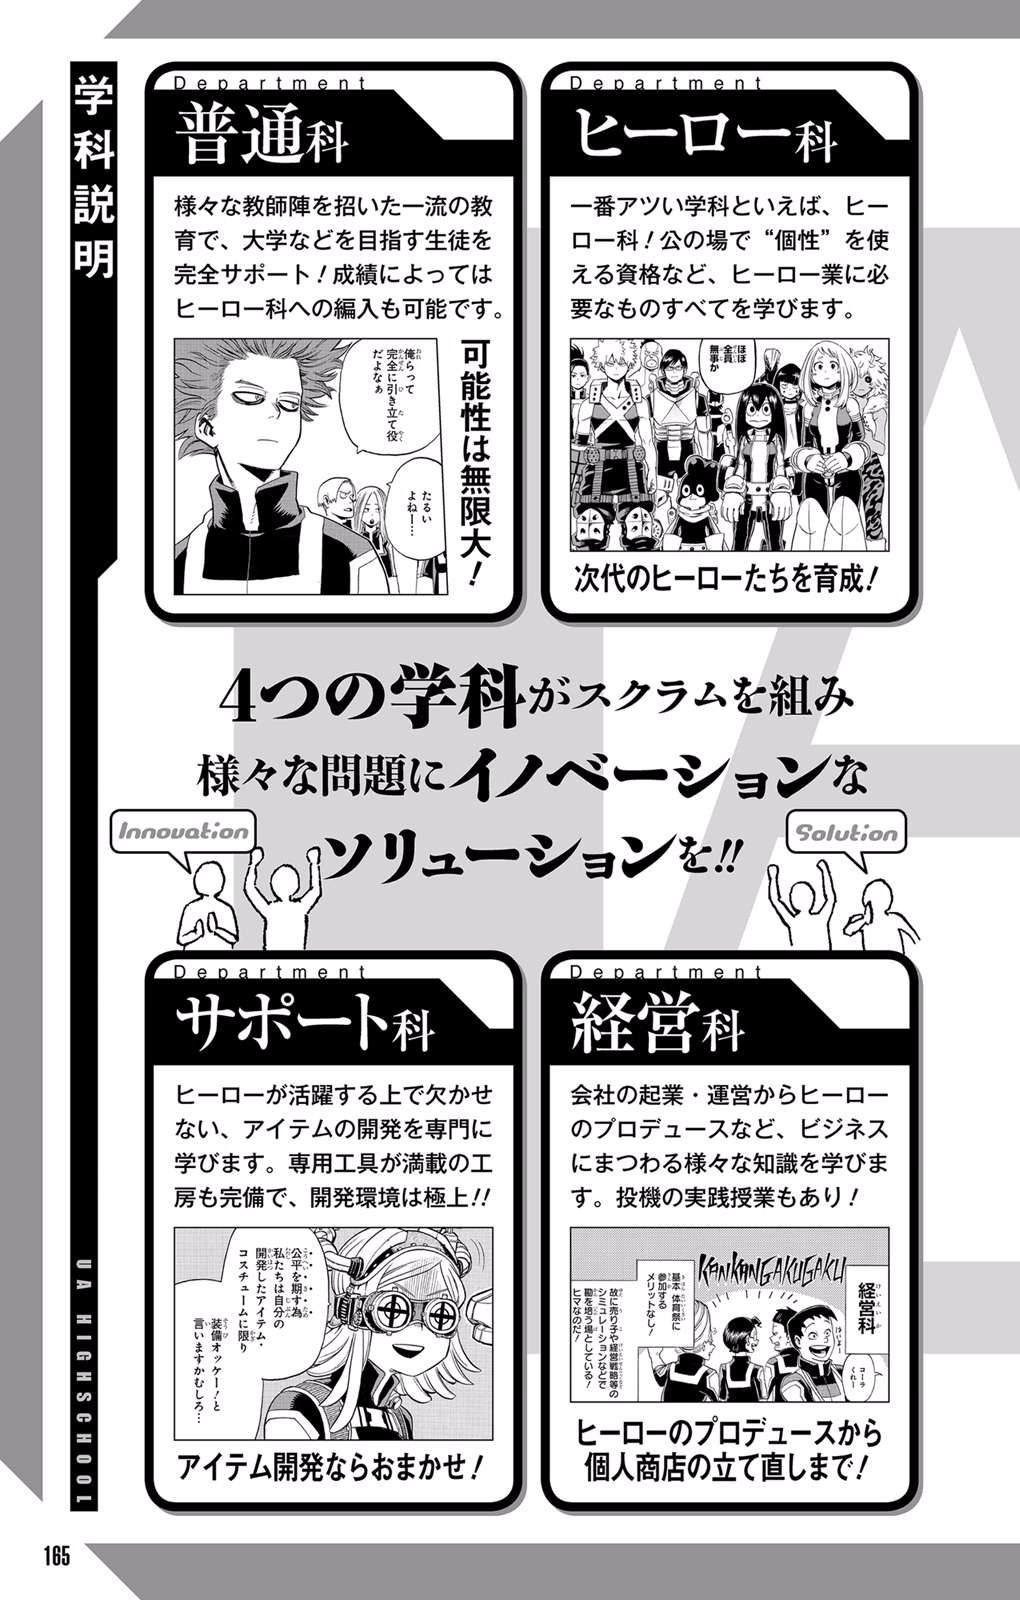 学科説明
Department
ヒーロー科
一番アツい学科といえば、ヒー
ロー科！公の場で“個性”を使
える資格など、ヒーロー業に必
要なものすべてを学びます。
ほぼ
全員
無事か
次代のヒーローたちを育成！
Department
普通科
様々な教師陣を招いた一流の教
育で、大学などを目指す生徒を
完全サポート！成績によっては
ヒーロー科への編入も可能です。
可能性は無限大！
俺らって
完全に引き立て役
だよなぁ
たるい
よねー…
4つの学科がスクラムを組み
様々な問題にイノベーションな
ソリューションを!!
Innovation
Solution
Department
経営科
会社の起業・運営からヒーロー
のプロデュースなど、ビジネス
にまつわる様々な知識を学びま
す。投機の実践授業もあり！
KANKANGAKUGAKU
経営科
基本 体育祭に
参加する
メリットなし！
故に売り子や経営戦略等の
シミュレーションなどで
勘を培う場としている！
ヒマなのだ！
コーラ
くれー
ヒーローのプロデュースから
個人商店の立て直しまで！
Department
サポート科
ヒーローが活躍する上で欠かせ
ない、アイテムの開発を専門に
学びます。専用工具が満載の工
房も完備で、開発環境は極上!!
公平を期す為
私たちは自分の
開発したアイテム・
コスチュームに限り
装備オッケー！と
言いますかむしろ…
アイテム開発ならおまかせ！
UA HIGHSCHOOL
165